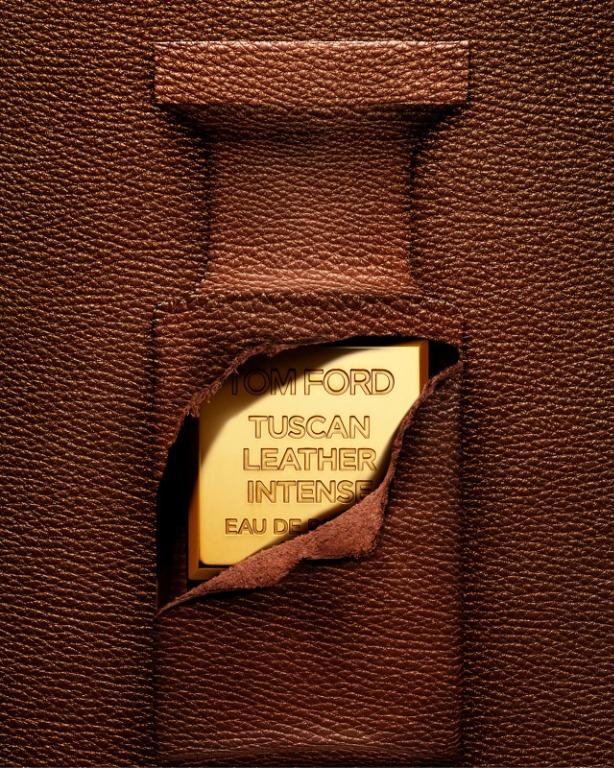 TOM FORD
TUSCAN
LEATHER
INTENSE
EAU DE